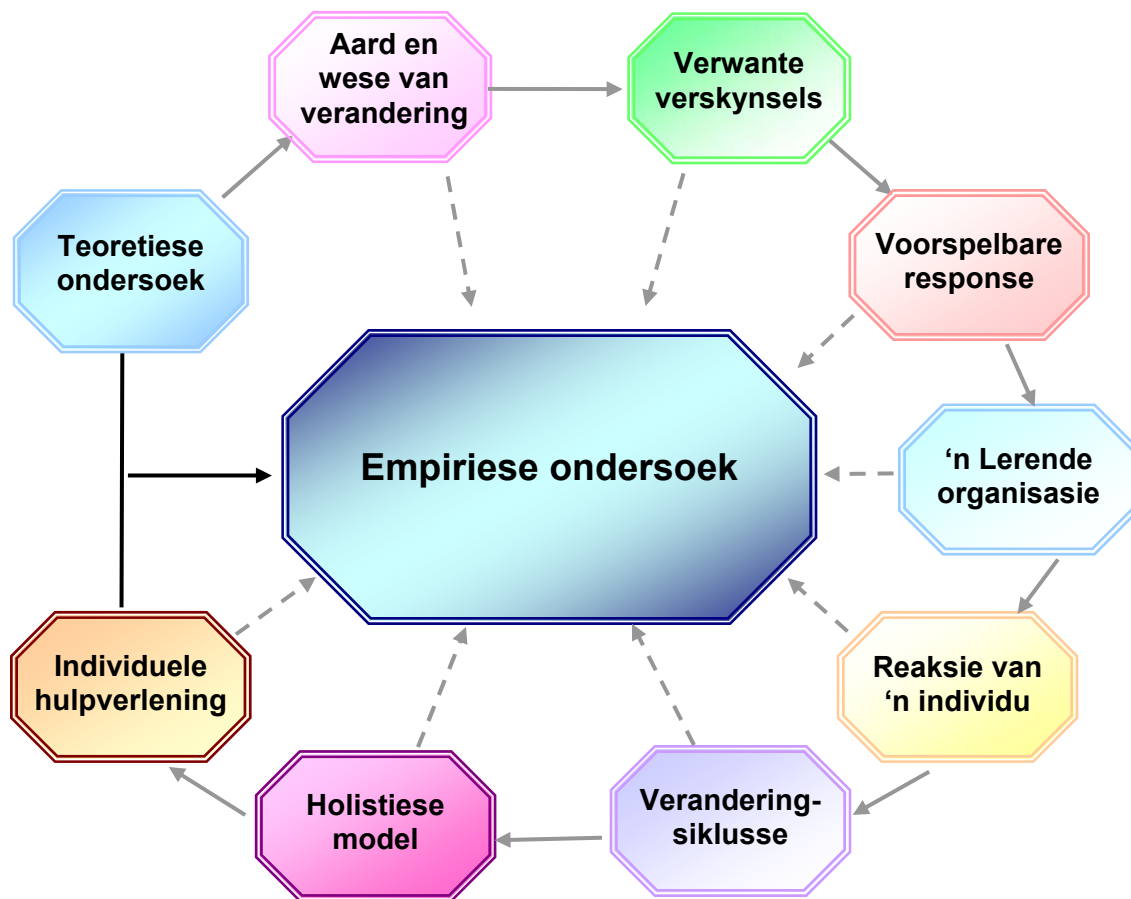 Aard en
wese van
verandering
Verwante
verskynsels
Teoretiese
ondersoek
Voorspelbare
response
Empiriese ondersoek
‘n Lerende
organisasie
Individuele
hulpverlening
Reaksie van
‘n individu
Holistiese
model
Verandering-
siklusse